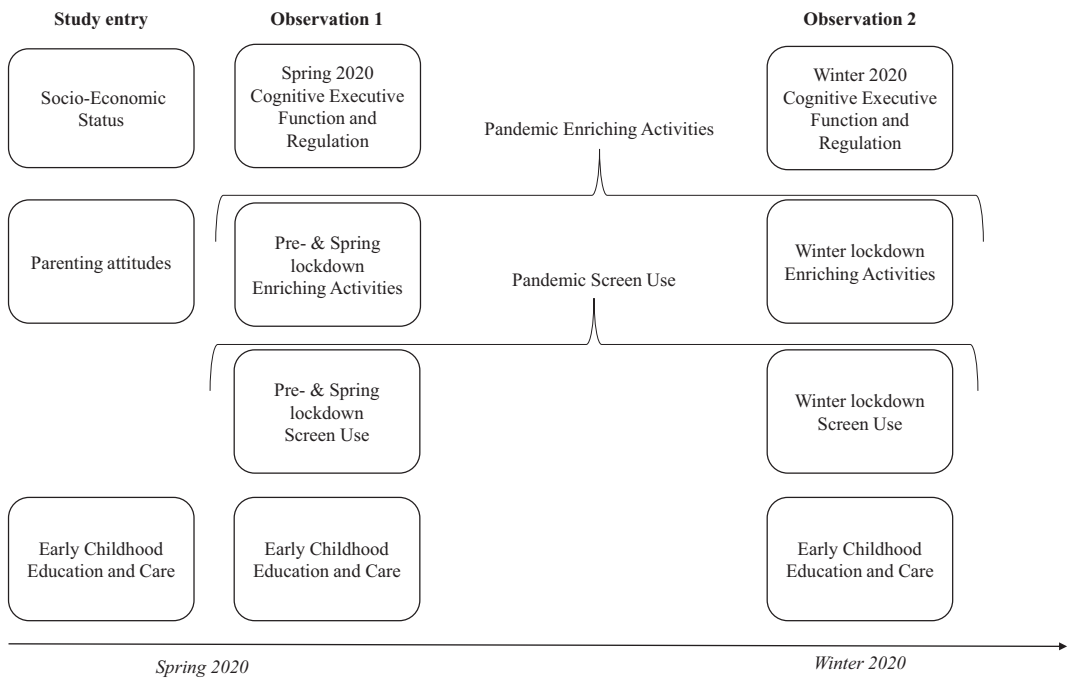 Study entry
Observation 1
Observation 2
Socio-Economic
Status
Spring 2020
Cognitive Executive
Function and
Regulation
Pandemic Enriching Activities
Winter 2020
Cognitive Executive
Function and
Regulation
Parenting attitudes
Pre- & Spring
lockdown
Enriching Activities
Pandemic Screen Use
Winter lockdown
Enriching Activities
Pre- & Spring
lockdown
Screen Use
Winter lockdown
Screen Use
Early Childhood
Education and Care
Early Childhood
Education and Care
Early Childhood
Education and Care
Spring 2020
Winter 2020